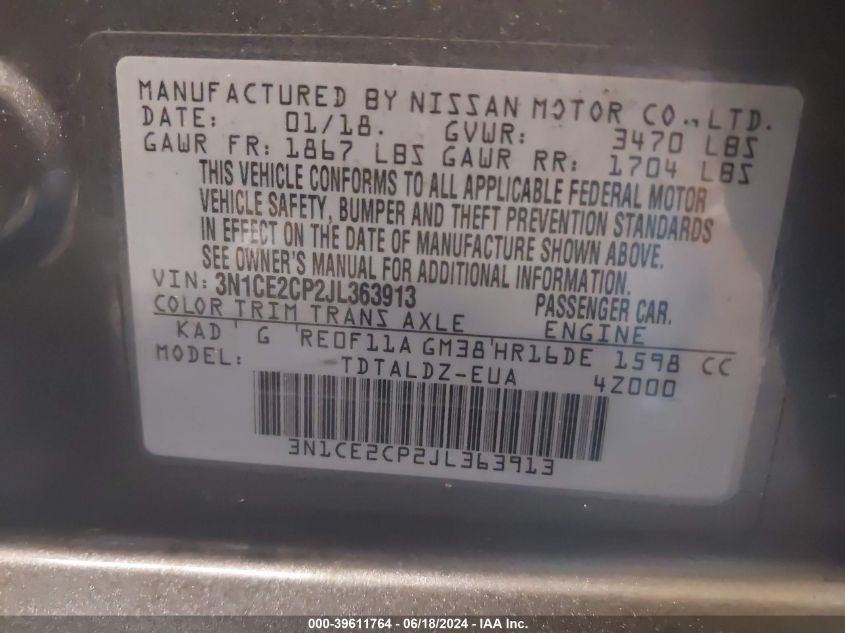 MANUFACTURED BY NISSAN MOTOR CO.,LTD.
DATE: 01/18. GVWR: 3470 LBS
GAWR FR: 1867 LBS GAWR RR: 1704 LBS
THIS VEHICLE CONFORMS TO ALL APPLICABLE FEDERAL MOTOR
VEHICLE SAFETY, BUMPER AND THEFT PREVENTION STANDARDS
IN EFFECT ON THE DATE OF MANUFACTURE SHOWN ABOVE.
SEE OWNER'S MANUAL FOR ADDITIONAL INFORMATION.
VIN: 3N1CE2CP2JL363913 PASSENGER CAR.
COLOR TRIM TRANS AXLE ENGINE
KAD G RE0F11A GM38 HR16DE 1598 CC
MODEL: TDTALDZ-EUA 4Z000
3N1CE2CP2JL363913
000-39611764 - 06/18/2024 - IAA Inc.